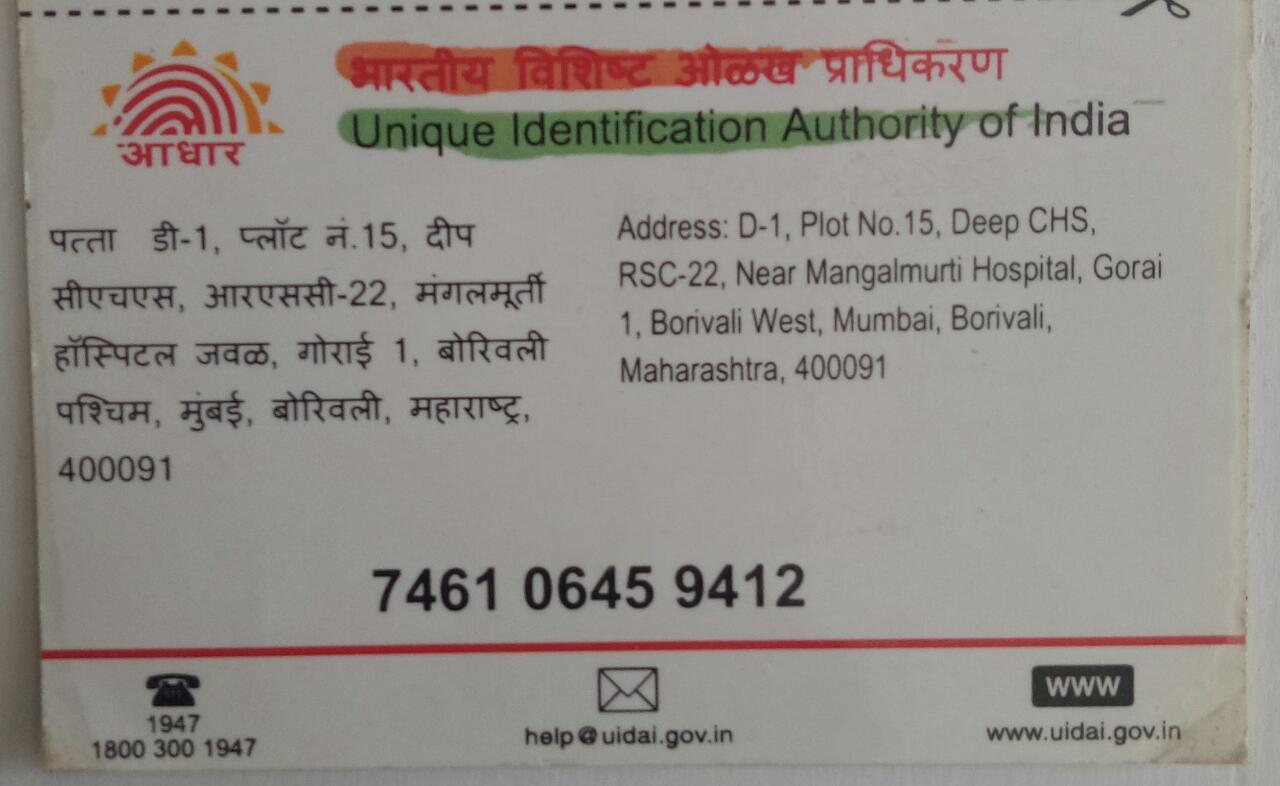 भारतीय विशिष्ट ओळख प्राधिकरण
Unique Identification Authority of India
आधार
पत्ता डी-1, प्लॉट नं.15, दीप
सीएचएस, आरएससी-22, मंगलमूर्ती
हॉस्पिटल जवळ, गोराई 1, बोरिवली
पश्चिम, मुंबई, बोरिवली, महाराष्ट्र,
400091
Address: D-1, Plot No.15, Deep CHS,
RSC-22, Near Mangalmurti Hospital, Gorai
1, Borivali West, Mumbai, Borivali,
Maharashtra, 400091
7461 0645 9412
1947
1800 300 1947
help@uidai.gov.in
www
www.uidai.gov.in